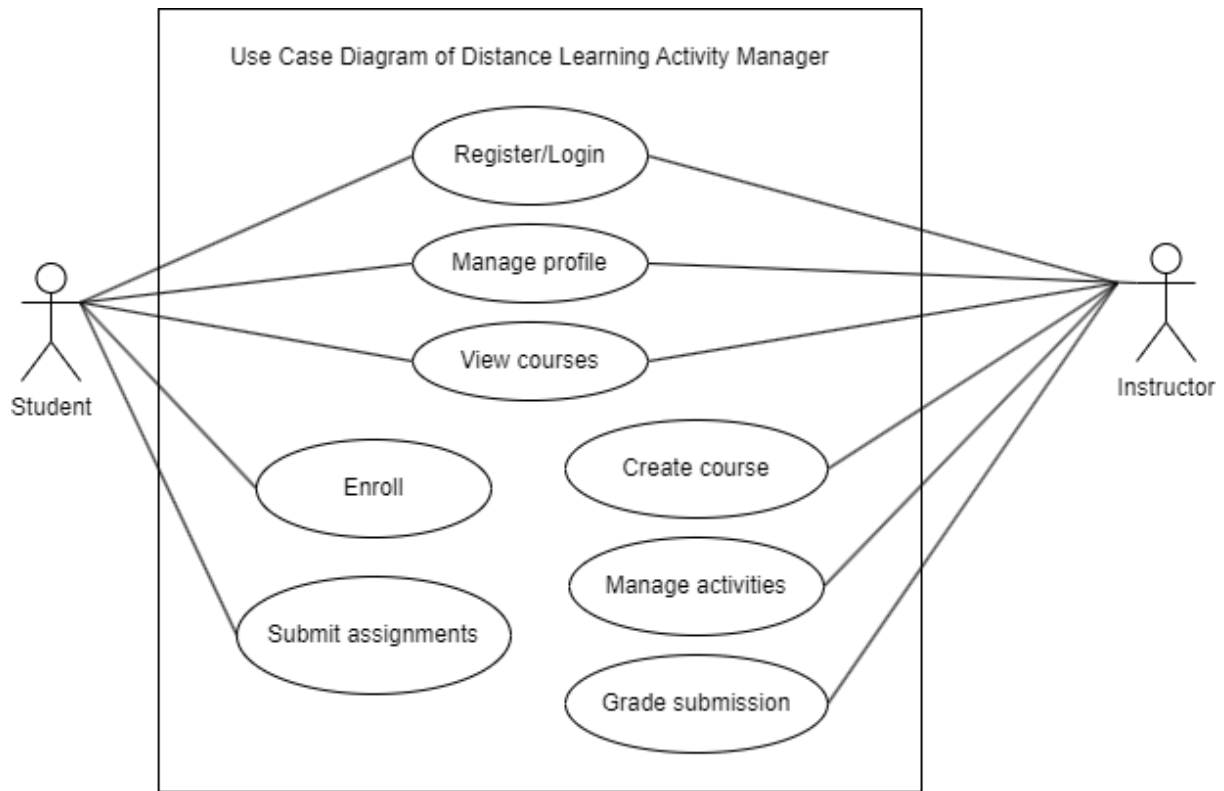 Use Case Diagram of Distance Learning Activity Manager
Register/Login
Manage profile
View courses
Student
Instructor
Enroll
Create course
Manage activities
Submit assignments
Grade submission